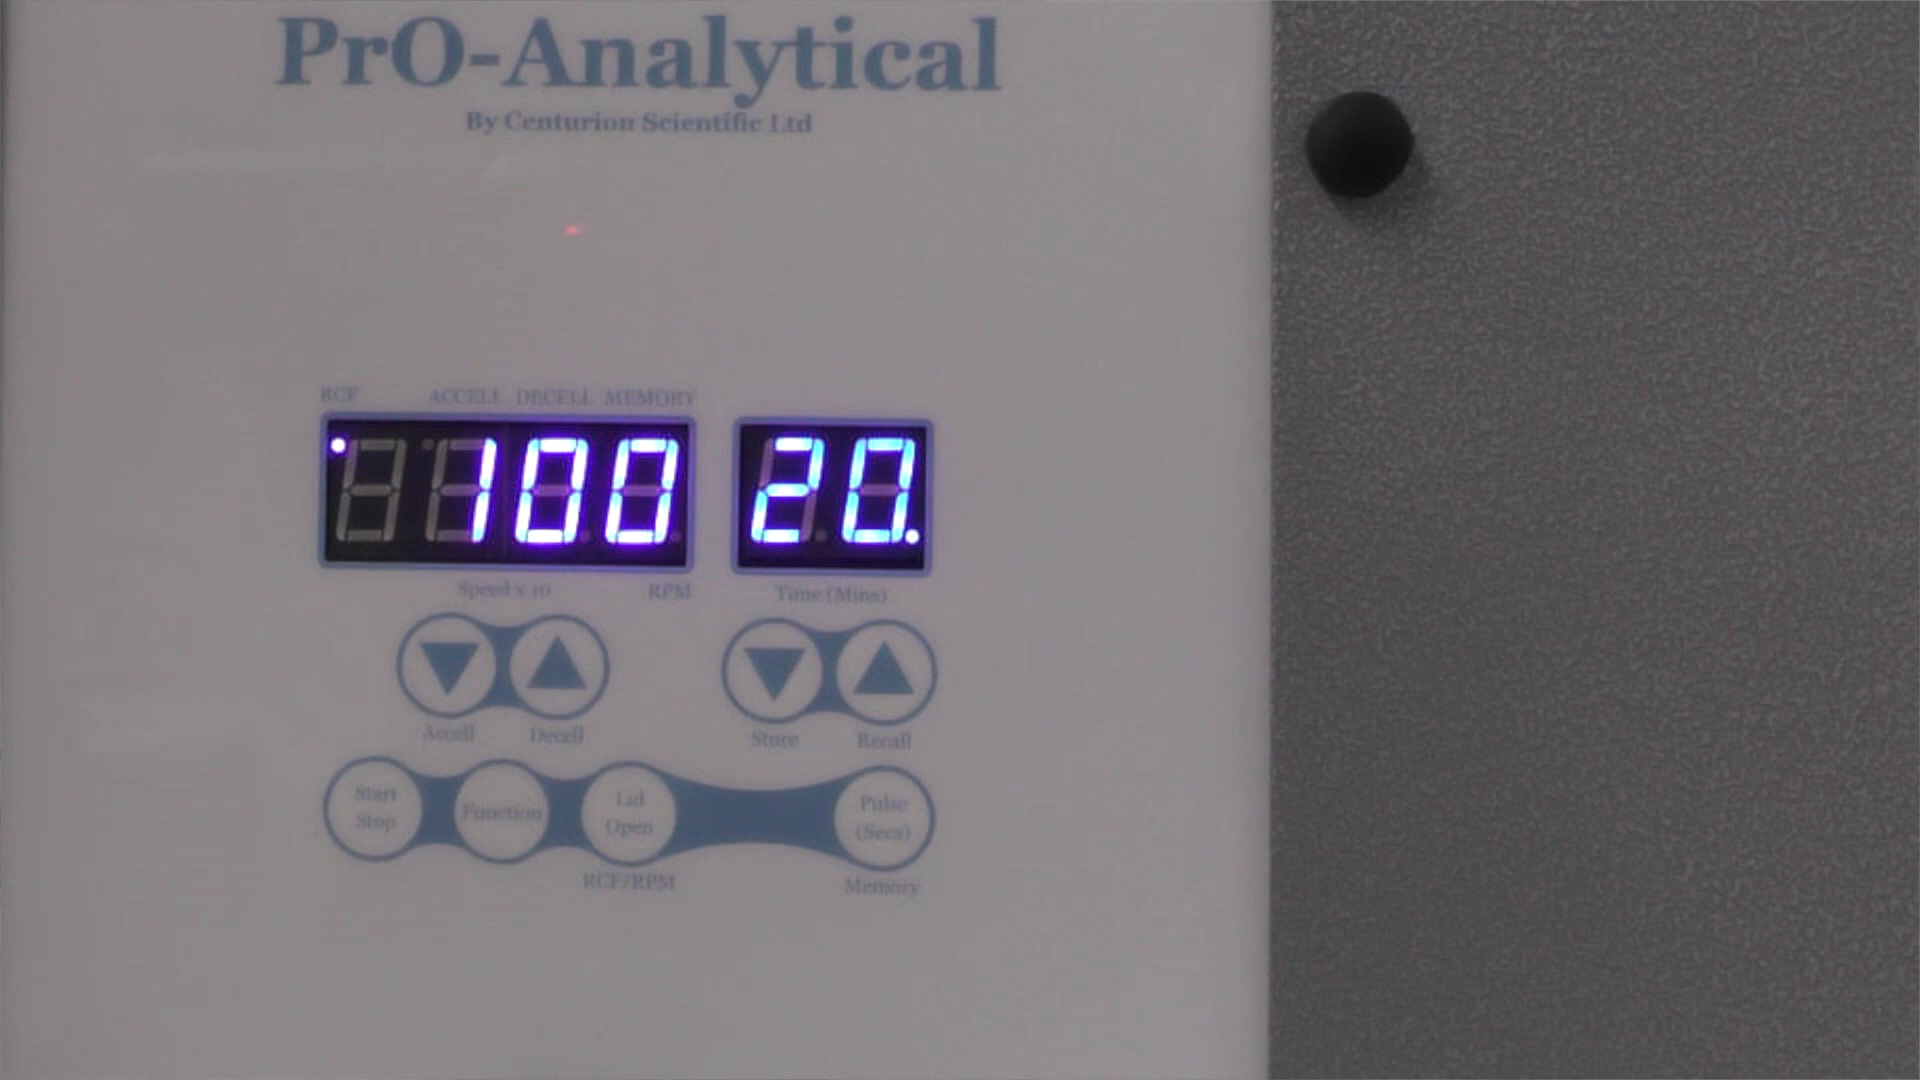 PrO-Analytical
By Centurion Scientific Ltd
RCF ACCELL DECELL MEMORY
100 20.
Speed x 10 RPM Time (Mins)
Accell Decell Store Recall
Start Stop
Function
Lid Open
Pulse (Secs)
RCF/RPM
Memory